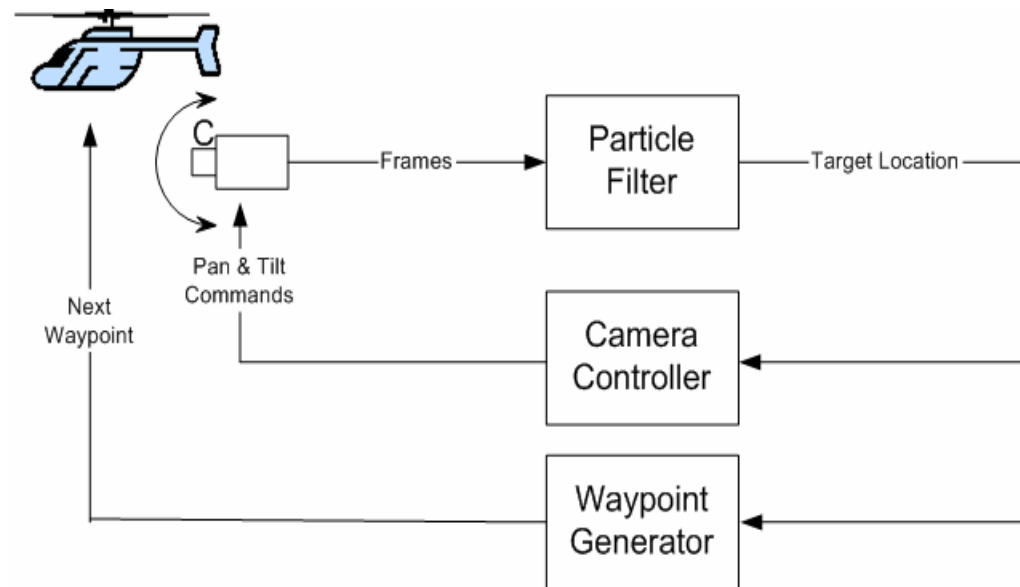 C
Frames
Particle
Filter
Target Location
Pan & Tilt
Commands
Next
Waypoint
Camera
Controller
Waypoint
Generator